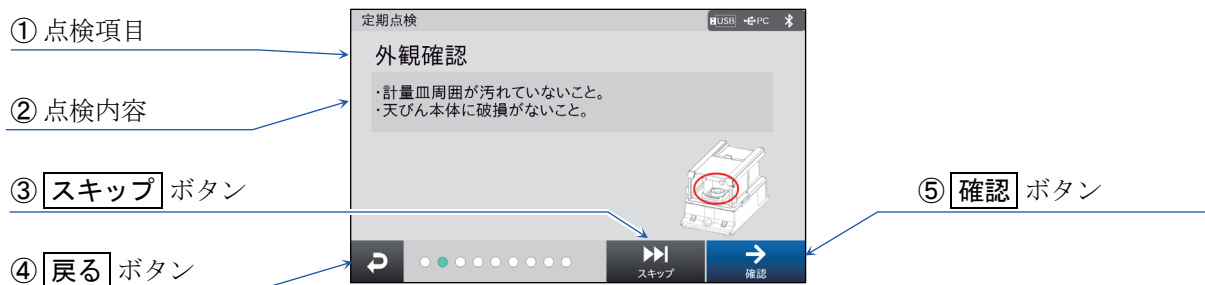 ① 点検項目
② 点検内容
③ スキップ ボタン
④ 戻る ボタン
定期点検
USB PC
外観確認
・計量皿周囲が汚れていないこと。
・天びん本体に破損がないこと。
スキップ
確認
⑤ 確認 ボタン